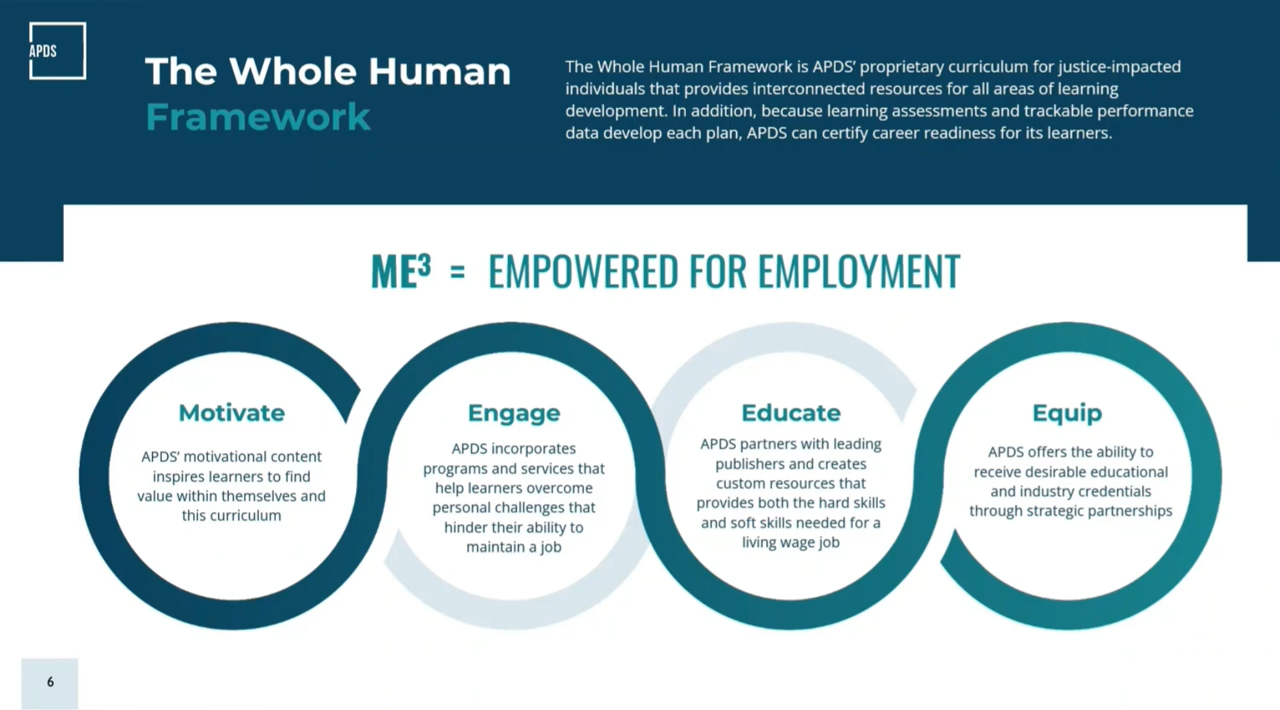 APDS
The Whole Human
Framework
The Whole Human Framework is APDS’ proprietary curriculum for justice-impacted
individuals that provides interconnected resources for all areas of learning
development. In addition, because learning assessments and trackable performance
data develop each plan, APDS can certify career readiness for its learners.
ME³ = EMPOWERED FOR EMPLOYMENT
Motivate
APDS’ motivational content
inspires learners to find
value within themselves and
this curriculum
Engage
APDS incorporates
programs and services that
help learners overcome
personal challenges that
hinder their ability to
maintain a job
Educate
APDS partners with leading
publishers and creates
custom resources that
provides both the hard skills
and soft skills needed for a
living wage job
Equip
APDS offers the ability to
receive desirable educational
and industry credentials
through strategic partnerships
6